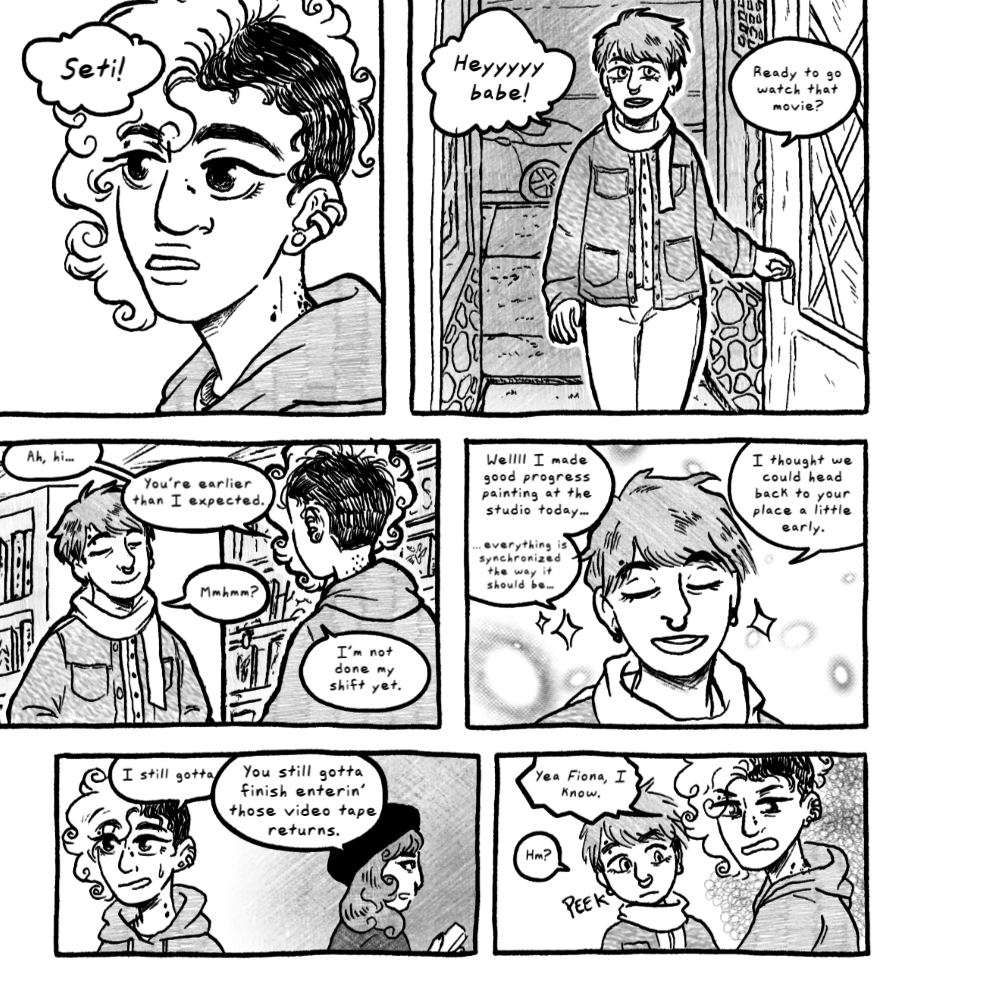 Seti!
Heyyyyy
babe!
Ready to go
watch that
movie?
Ah, hi...
You're earlier
than I expected.
Mmhmm?
I'm not
done my
shift yet.
Wellll I made
good progress
painting at the
studio today...
...everything is
synchronized
the way it
should be...
I thought we
could head
back to your
place a little
early.
I still gotta
You still gotta
finish enterin'
those video tape
returns.
Yea Fiona, I
know.
Hm?
PEEK